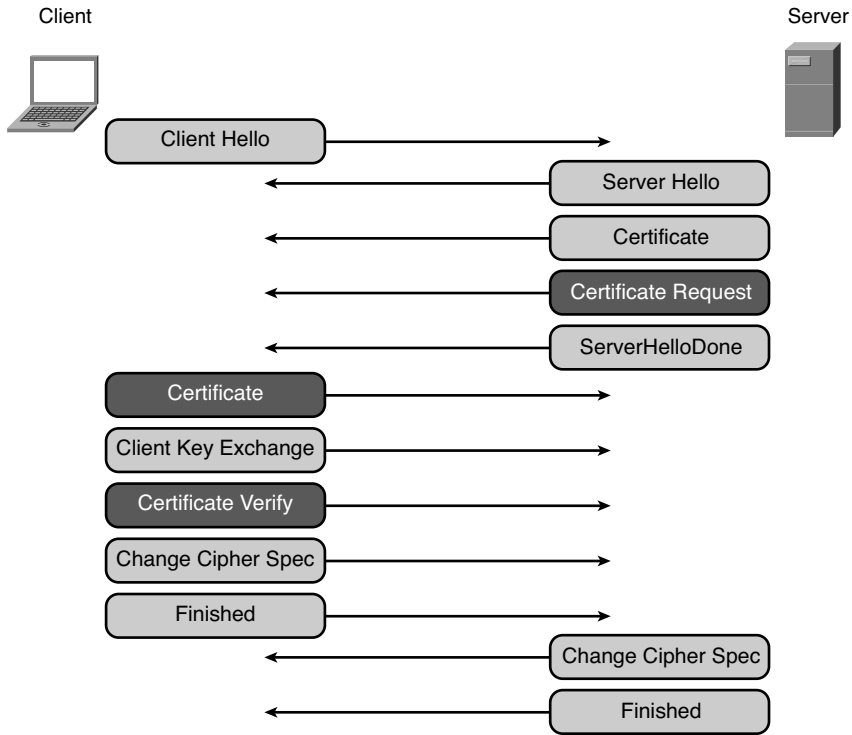 Client
Server
Client Hello
Server Hello
Certificate
Certificate Request
ServerHelloDone
Certificate
Client Key Exchange
Certificate Verify
Change Cipher Spec
Finished
Change Cipher Spec
Finished